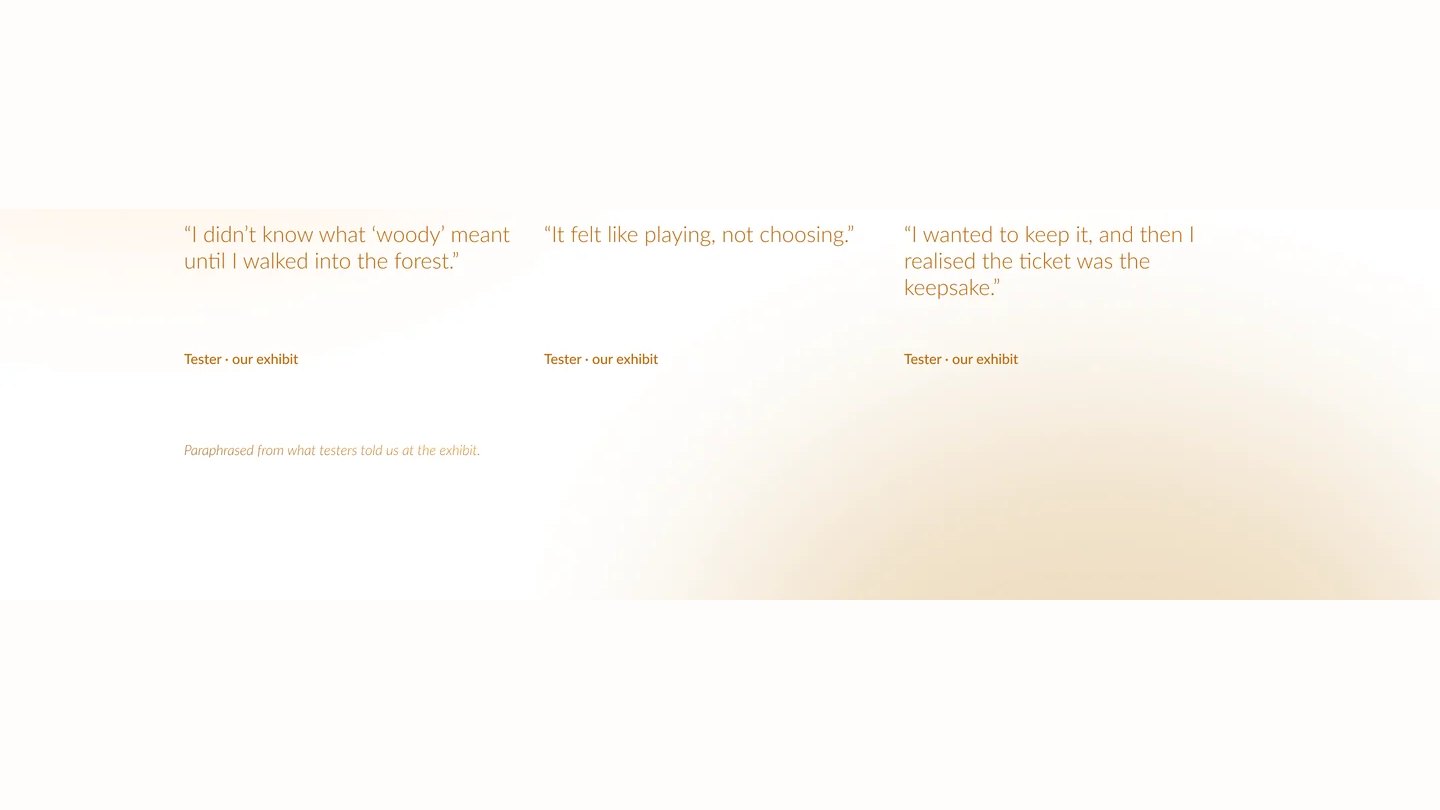 “I didn’t know what ‘woody’ meant
until I walked into the forest.”
Tester · our exhibit
“It felt like playing, not choosing.”
Tester · our exhibit
“I wanted to keep it, and then I
realised the ticket was the
keepsake.”
Tester · our exhibit
Paraphrased from what testers told us at the exhibit.